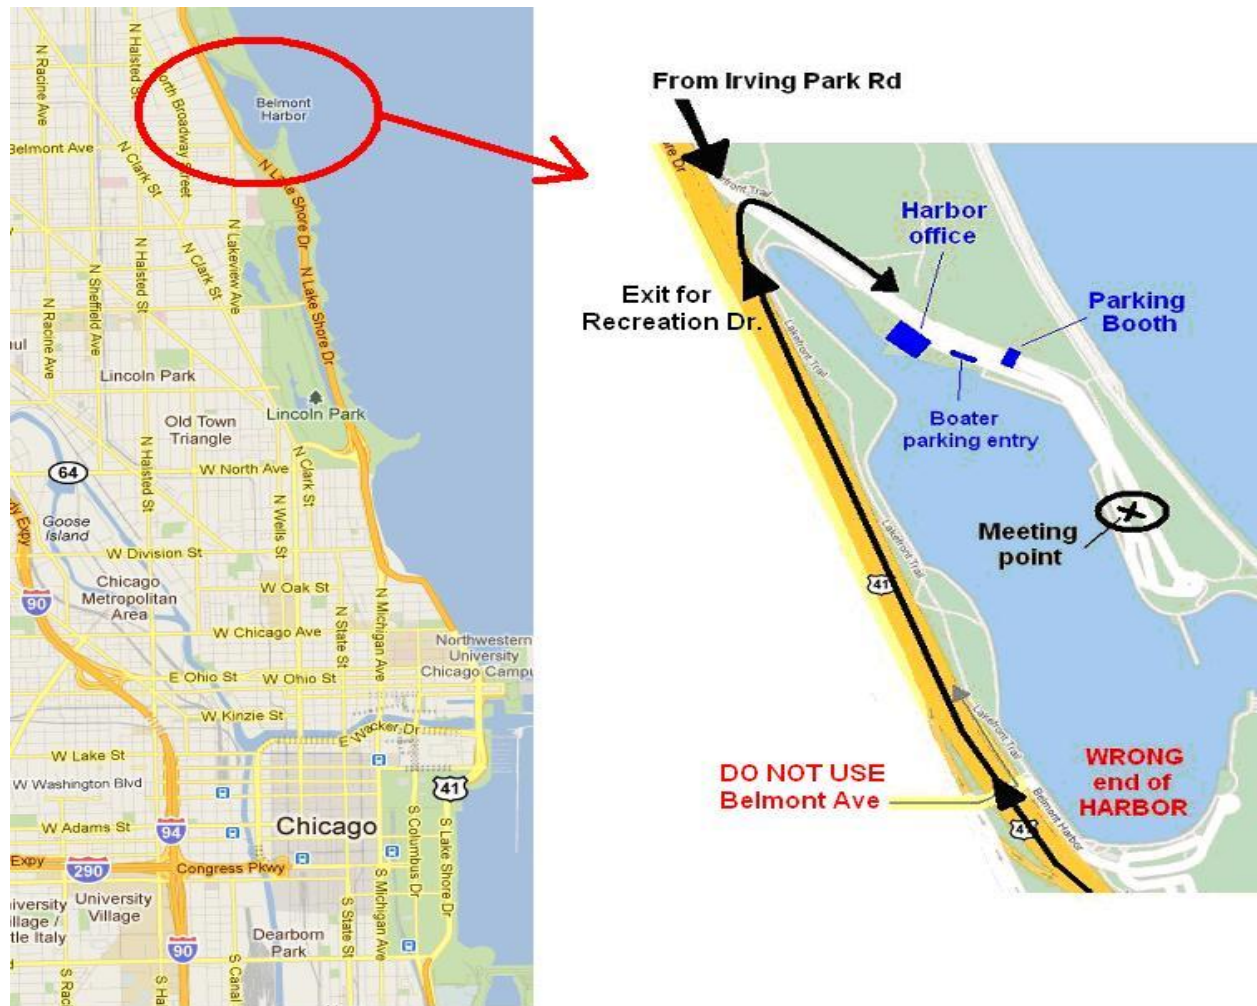 N Racine Ave
N Halsted St
North Broadway Street
Belmont
Harbor
Belmont Ave
N Clark St
N Lake Shore Dr
N Halsted St
N Sheffield Ave
N Clark St
N Lakeview Ave
N Lake Shore Dr
N Racine Ave
Lincoln Park
Lincoln Park
Old Town
Triangle
N Halsted St
N Clark St
W North Ave
64
N Wells St
Goose
Island
W Division St
Chicago
Metropolitan
Area
W Oak St
90
N State St
N Michigan Ave
W Chicago Ave
Northwestern
University
Chicago Campu
E Ohio St
W Ohio St
W Kinzie St
E Wacker Dr
W Lake St
W Washington Blvd
41
94
Chicago
W Adams St
S Columbus Dr
S Lake Shore Dr
Expy
290
Congress Pkwy
University
Village
S State St
S Michigan Ave
Dearborn
Park
90
S Canal
From Irving Park Rd
Harbor
office
Exit for
Recreation Dr.
Parking
Booth
Lakefront Trail
Boater
parking entry
Meeting
point
Lakefront Trail
41
Lakefront Trail
DO NOT USE
Belmont Ave
WRONG
end of
HARBOR
Belmont Harbor
41